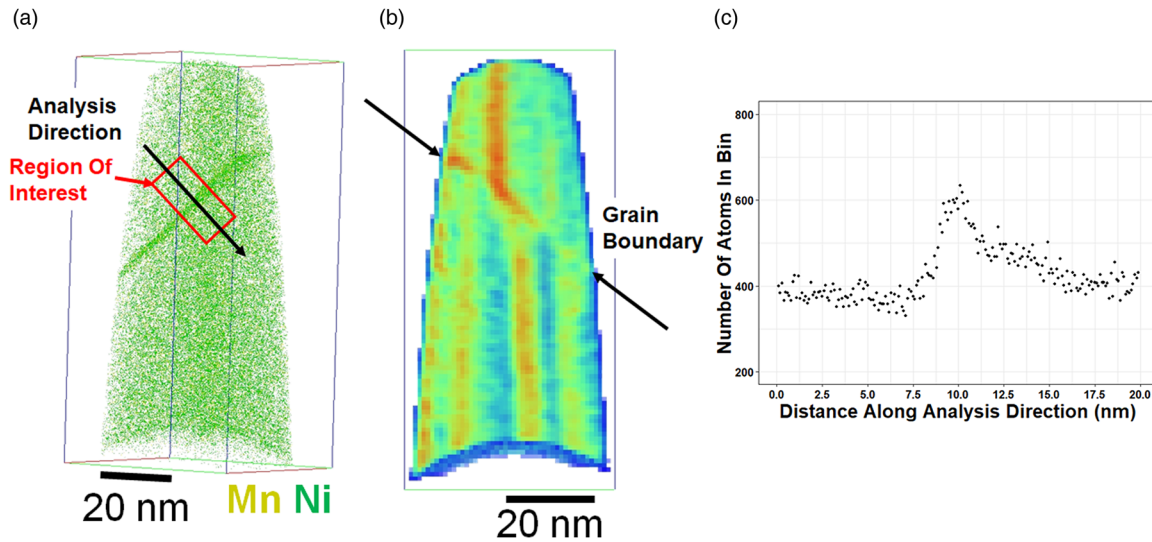 (a)
Analysis
Direction
Region Of
Interest
20 nm
Mn Ni
(b)
Grain
Boundary
20 nm
(c)
Number Of Atoms In Bin
800
600
400
200
0.0 2.5 5.0 7.5 10.0 12.5 15.0 17.5 20.0
Distance Along Analysis Direction (nm)